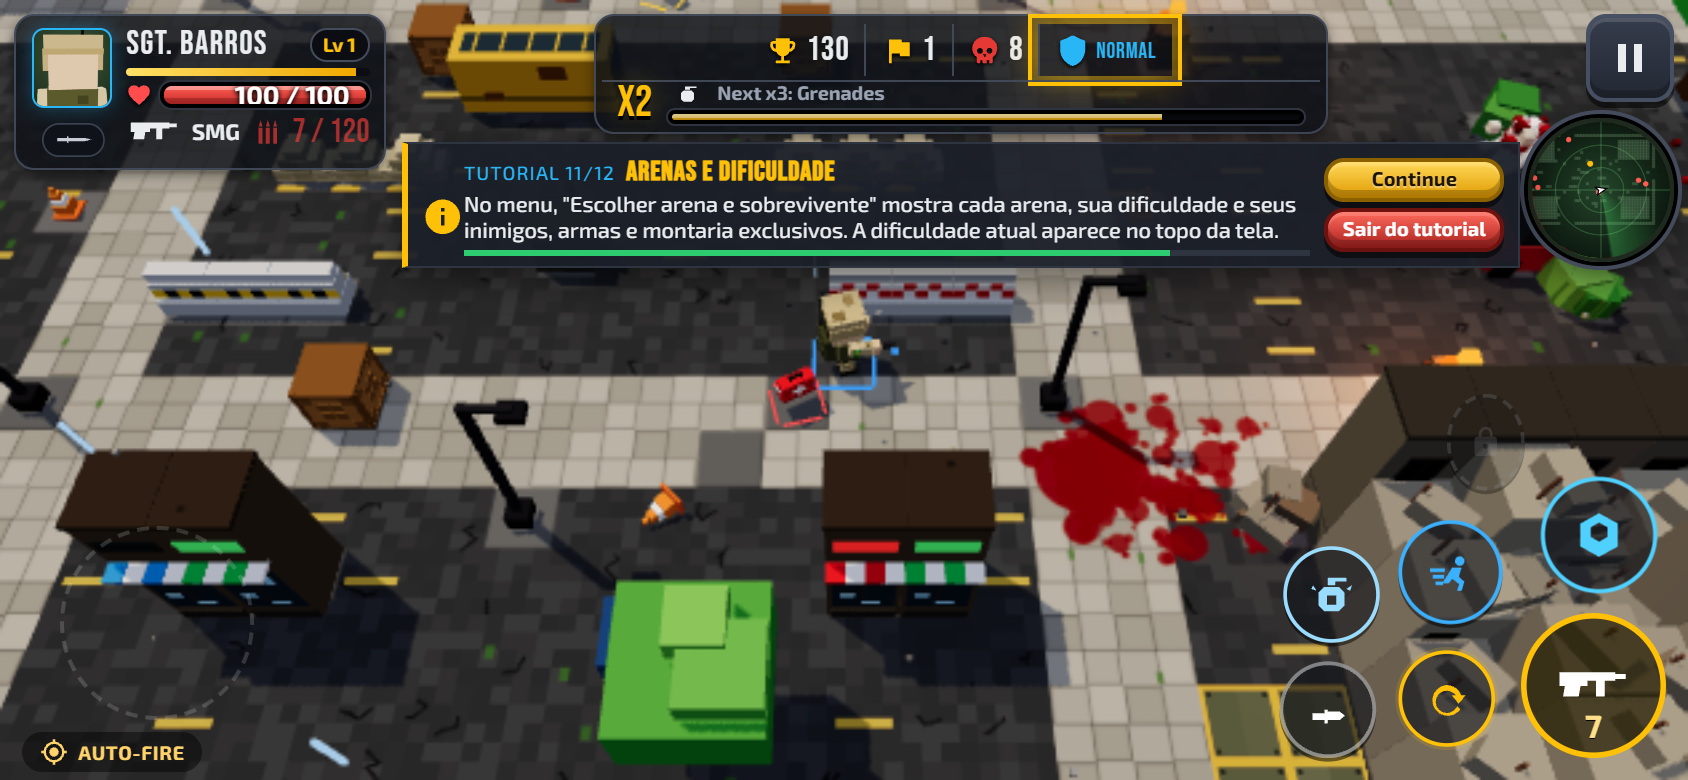 SGT. BARROS
Lv 1
100 / 100
SMG
7 / 120
130
1
8
NORMAL
X2
Next x3: Grenades
TUTORIAL 11/12 ARENAS E DIFICULDADE
No menu, "Escolher arena e sobrevivente" mostra cada arena, sua dificuldade e seus
inimigos, armas e montaria exclusivos. A dificuldade atual aparece no topo da tela.
Continue
Sair do tutorial
7
AUTO-FIRE